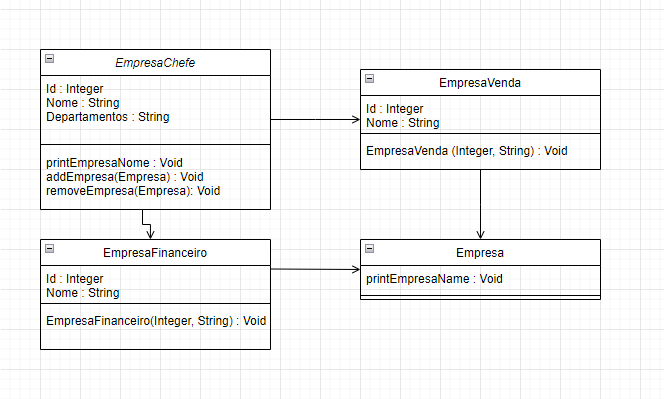 EmpresaChefe
Id : Integer
Nome : String
Departamentos : String
printEmpresaNome : Void
addEmpresa(Empresa) : Void
removeEmpresa(Empresa): Void
EmpresaVenda
Id : Integer
Nome : String
EmpresaVenda (Integer, String) : Void
EmpresaFinanceiro
Id : Integer
Nome : String
EmpresaFinanceiro(Integer, String) : Void
Empresa
printEmpresaName : Void